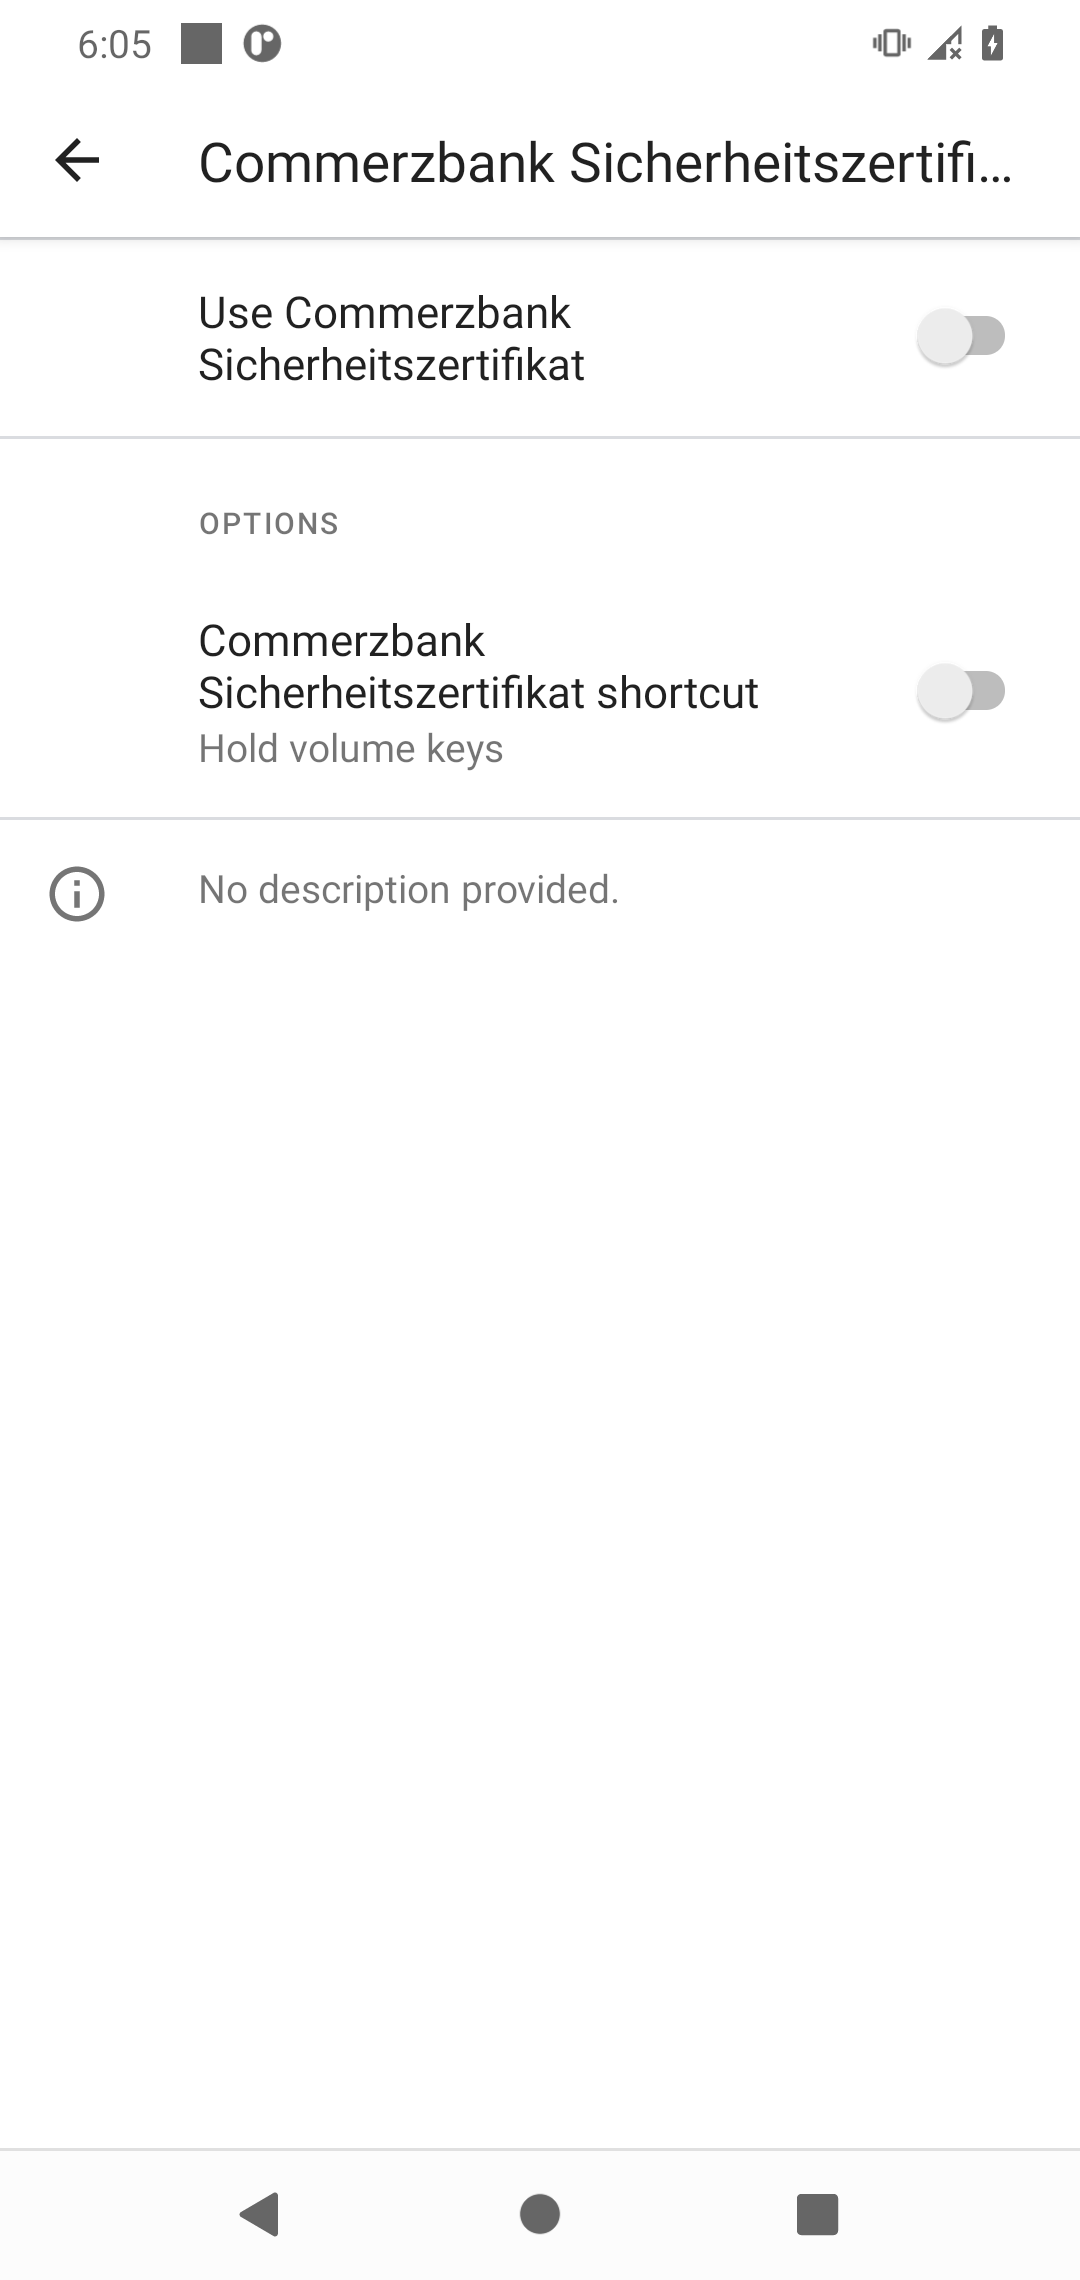 6:05
Commerzbank Sicherheitszertifi...
Use Commerzbank
Sicherheitszertifikat
OPTIONS
Commerzbank
Sicherheitszertifikat shortcut
Hold volume keys
No description provided.